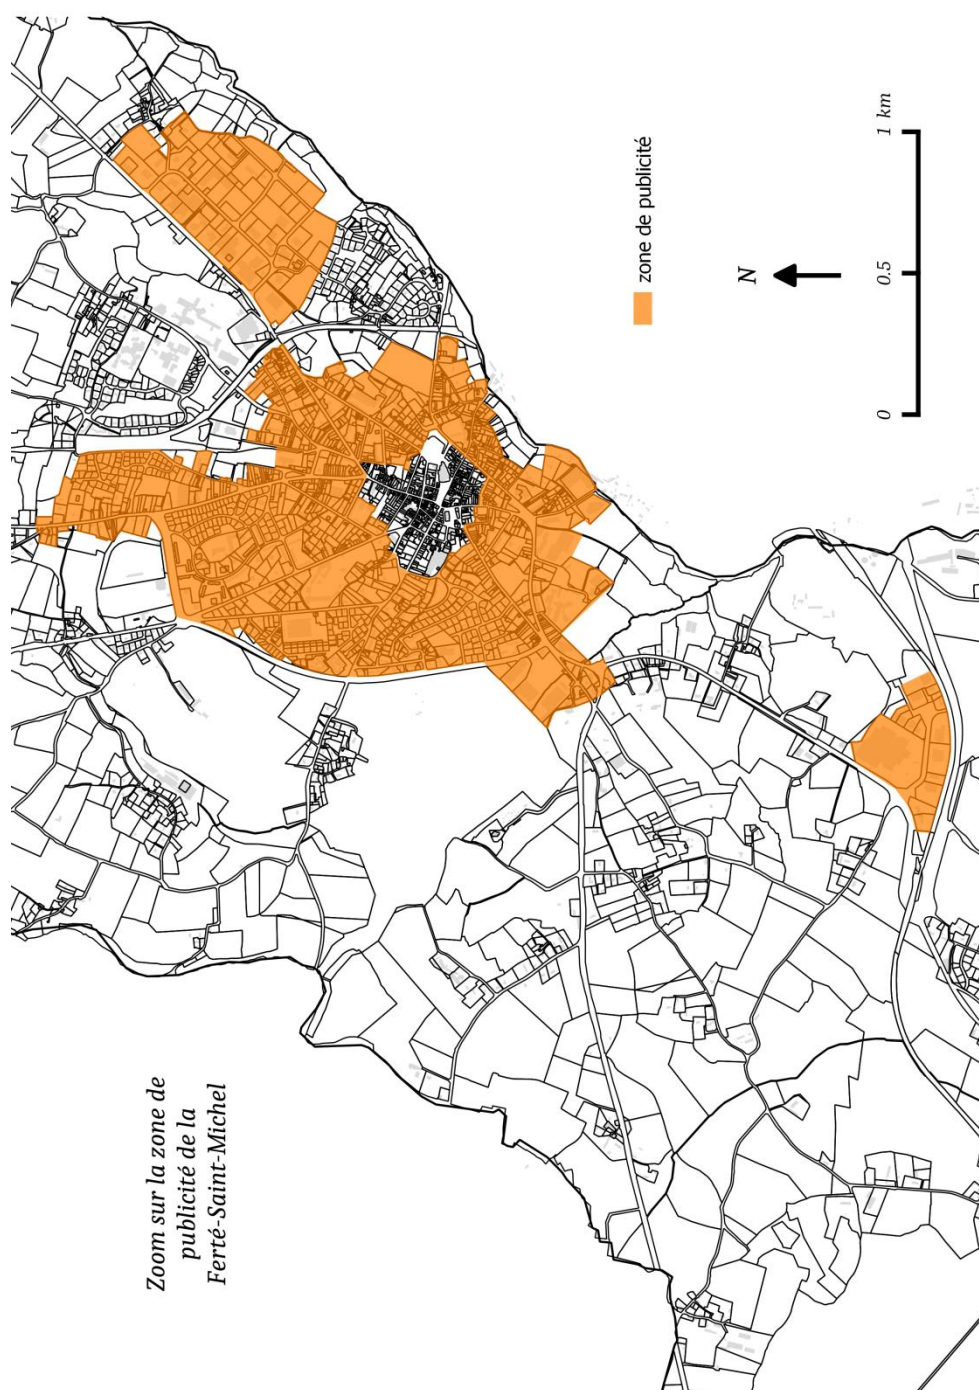 Zoom sur la zone de
publicité de la
Ferté-Saint-Michel
zone de publicité
N
0
0.5
1 km